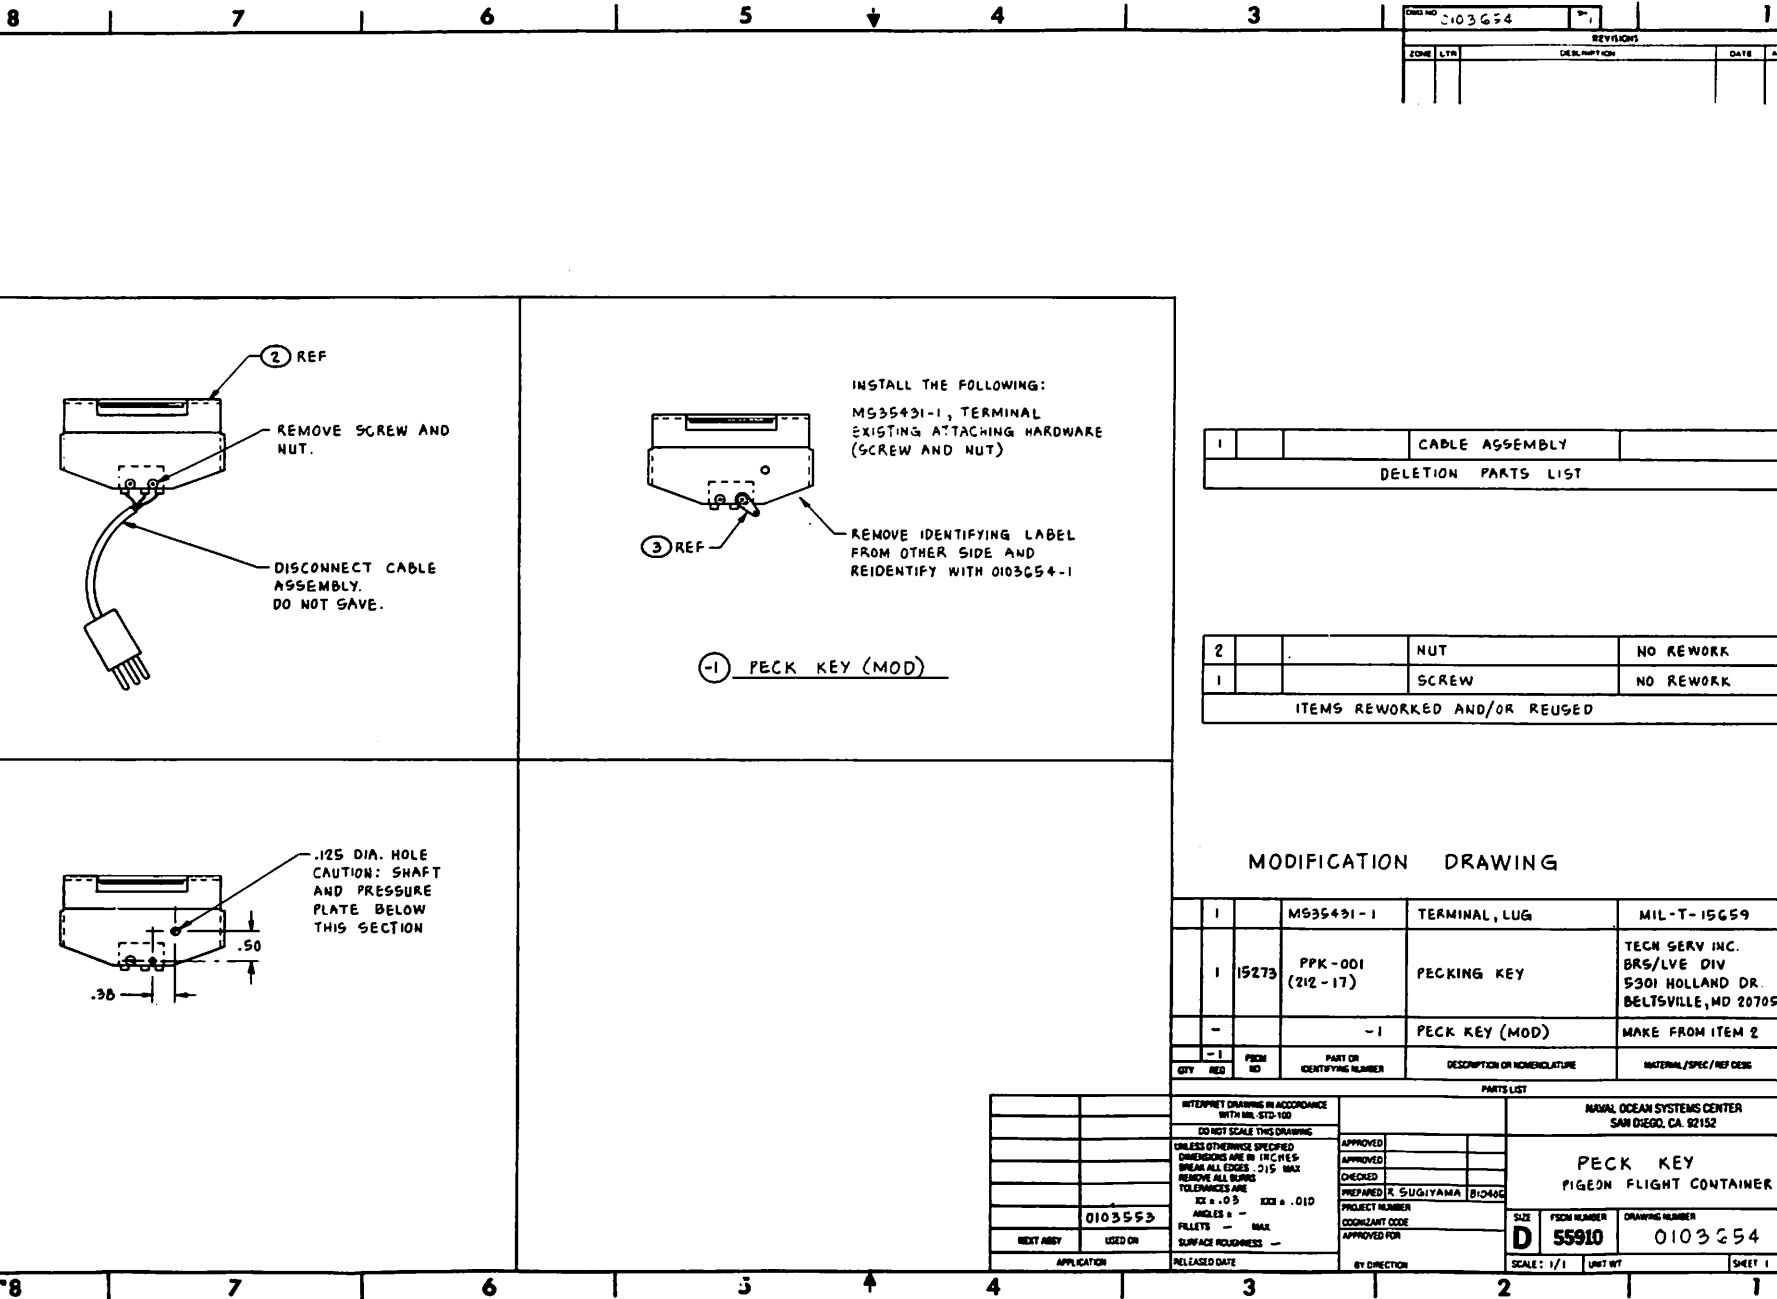 8 7 6 5 4 3 1
DWG NO 0103654 SH 1
REVISIONS
ZONE LTR DESCRIPTION DATE
2 REF
REMOVE SCREW AND
NUT.
DISCONNECT CABLE
ASSEMBLY.
DO NOT SAVE.
INSTALL THE FOLLOWING:
MS35431-1, TERMINAL
EXISTING ATTACHING HARDWARE
(SCREW AND NUT)
3 REF
REMOVE IDENTIFYING LABEL
FROM OTHER SIDE AND
REIDENTIFY WITH 0103654-1
-1 PECK KEY (MOD)
1 CABLE ASSEMBLY
DELETION PARTS LIST
2 NUT NO REWORK
1 SCREW NO REWORK
ITEMS REWORKED AND/OR REUSED
.125 DIA. HOLE
CAUTION: SHAFT
AND PRESSURE
PLATE BELOW
THIS SECTION
.50
.38
MODIFICATION DRAWING
1 MS35431-1 TERMINAL, LUG MIL-T-15659
1 15273 PPK-001 (212-17) PECKING KEY
TECH SERV INC.
BRS/LVE DIV
5301 HOLLAND DR.
BELTSVILLE, MD 20705
- -1 PECK KEY (MOD) MAKE FROM ITEM 2
-1
QTY REQ FSCM NO PART OR IDENTIFYING NUMBER DESCRIPTION OR NOMENCLATURE MATERIAL/SPEC/REF DESG
PARTS LIST
0103553
NEXT ASSY USED ON
APPLICATION
INTERPRET DRAWING IN ACCORDANCE
WITH MIL-STD-100
DO NOT SCALE THIS DRAWING
UNLESS OTHERWISE SPECIFIED
DIMENSIONS ARE IN INCHES
BREAK ALL EDGES .015 MAX
REMOVE ALL BURRS
TOLERANCES ARE
XX ± .03 XXX ± .010
ANGLES ± -
FILLETS - MAX
SURFACE ROUGHNESS -
RELEASED DATE
APPROVED
APPROVED
CHECKED
PREPARED R SUGIYAMA
PROJECT NUMBER
COGNIZANT CODE
APPROVED FOR
BY DIRECTION
NAVAL OCEAN SYSTEMS CENTER
SAN DIEGO, CA. 92152
PECK KEY
PIGEON FLIGHT CONTAINER
SIZE FSCM NUMBER DRAWING NUMBER
D 55910 0103654
SCALE: 1/1 UNIT WT SHEET 1
8 7 6 5 4 3 2 1